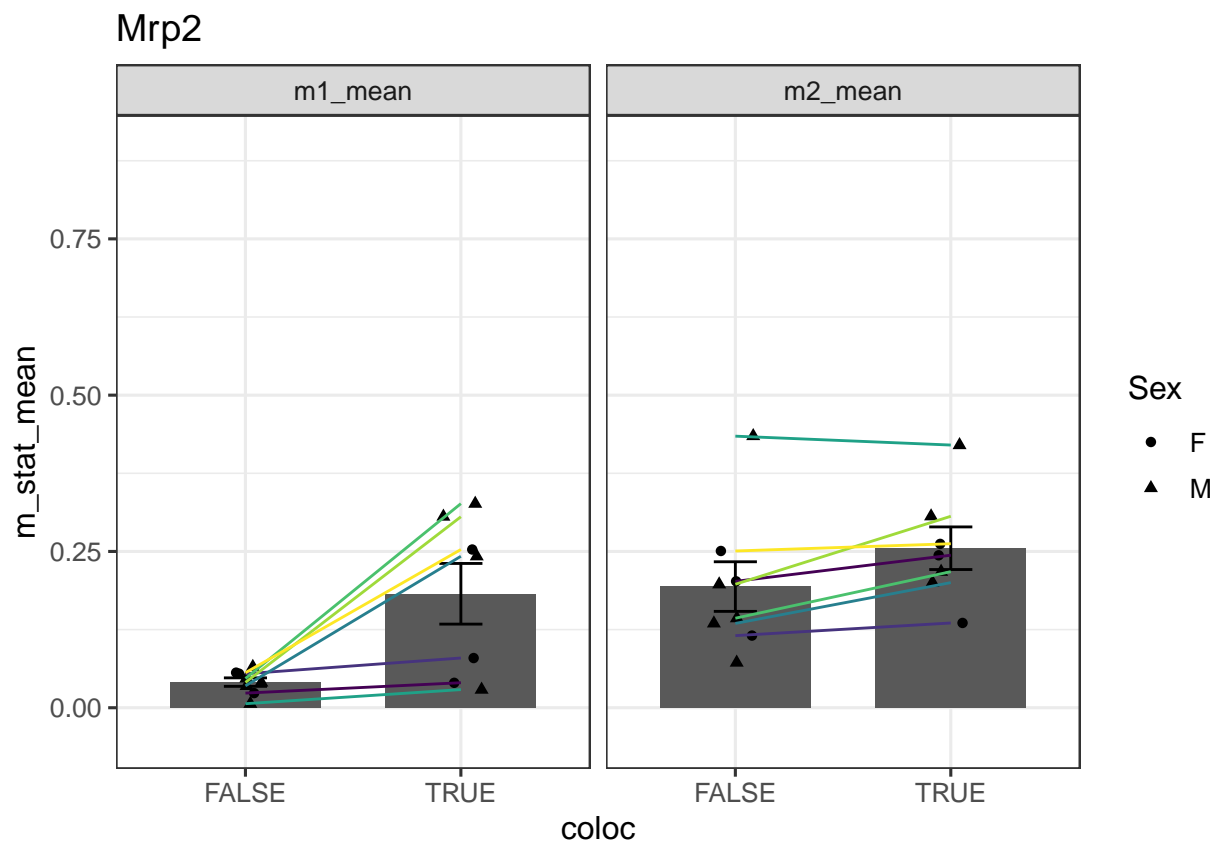 Mrp2
m1_mean
m2_mean
0.75
0.50
0.25
0.00
m_stat_mean
FALSE
TRUE
FALSE
TRUE
coloc
Sex
F
M